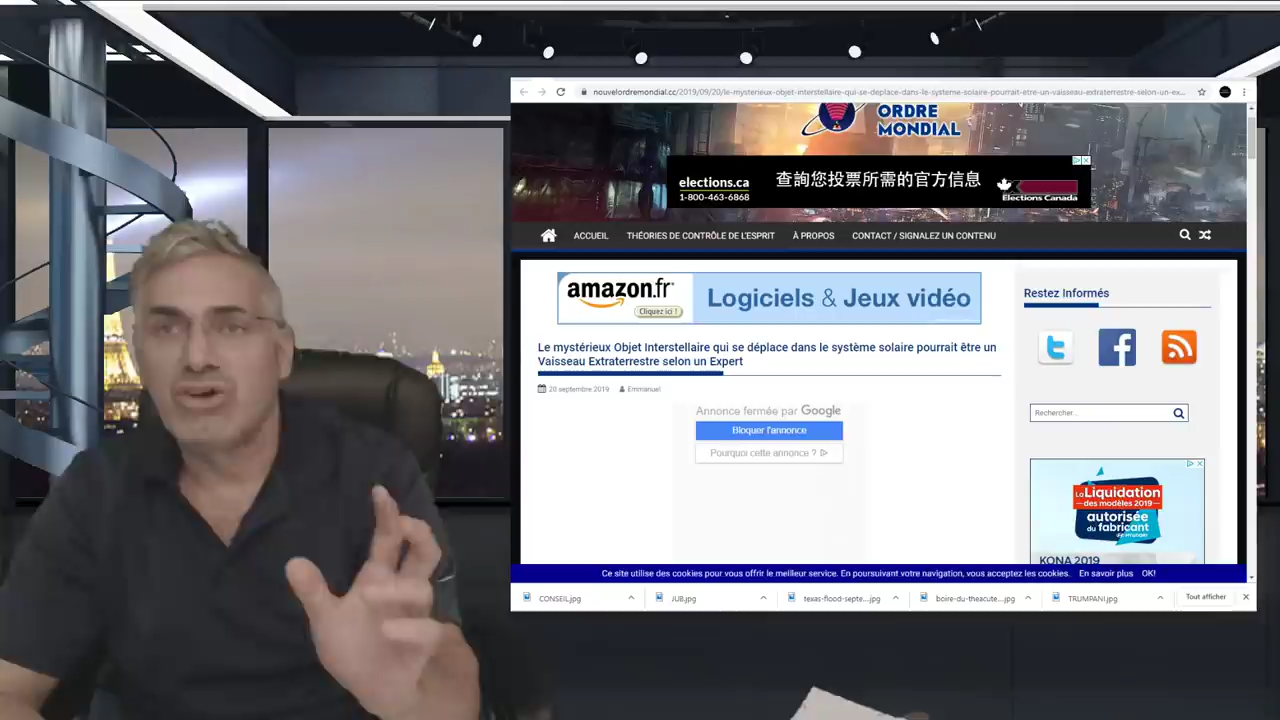 nouvelordremondial.cc/2019/09/20/le-mysterieux-objet-interstellaire-qui-se-deplace-dans-le-systeme-solaire-pourrait-etre-un-vaisseau-extraterrestre-selon-un-ex...
ORDRE
MONDIAL
elections.ca
1-800-463-6868
查詢您投票所需的官方信息
Elections Canada
ACCUEIL
THÉORIES DE CONTRÔLE DE L'ESPRIT
À PROPOS
CONTACT / SIGNALEZ UN CONTENU
amazon.fr
Cliquez ici !
Logiciels & Jeux vidéo
Restez Informés
Le mystérieux Objet Interstellaire qui se déplace dans le système solaire pourrait être un
Vaisseau Extraterrestre selon un Expert
20 septembre 2019
Emmanuel
Annonce fermée par Google
Bloquer l'annonce
Pourquoi cette annonce ?
Rechercher...
La Liquidation
des modèles 2019
autorisée
du fabricant
KONA 2019
Ce site utilise des cookies pour vous offrir le meilleur service. En poursuivant votre navigation, vous acceptez les cookies. En savoir plus OK!
CONSEIL.jpg
JUB.jpg
texas-flood-septe....jpg
boire-du-theacute....jpg
TRUMPANI.jpg
Tout afficher